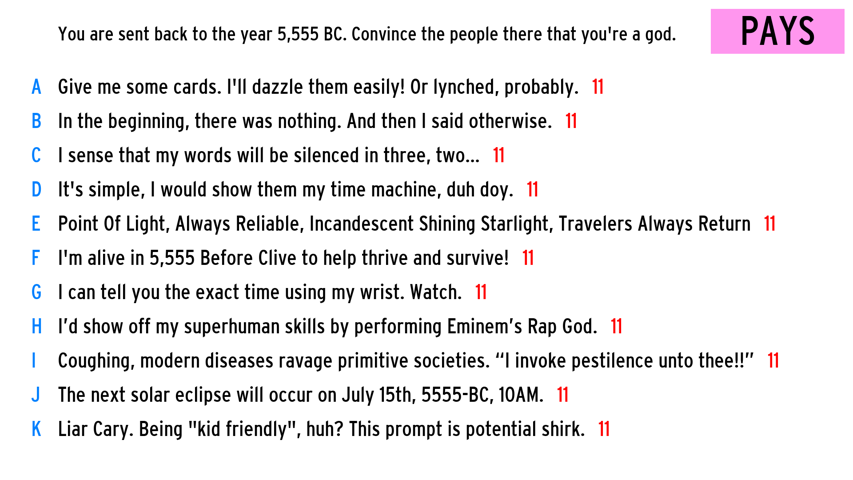 You are sent back to the year 5,555 BC. Convince the people there that you're a god.
PAYS
A Give me some cards. I'll dazzle them easily! Or lynched, probably. 11
B In the beginning, there was nothing. And then I said otherwise. 11
C I sense that my words will be silenced in three, two... 11
D It's simple, I would show them my time machine, duh doy. 11
E Point Of Light, Always Reliable, Incandescent Shining Starlight, Travelers Always Return 11
F I'm alive in 5,555 Before Clive to help thrive and survive! 11
G I can tell you the exact time using my wrist. Watch. 11
H I’d show off my superhuman skills by performing Eminem’s Rap God. 11
I Coughing, modern diseases ravage primitive societies. “I invoke pestilence unto thee!!” 11
J The next solar eclipse will occur on July 15th, 5555-BC, 10AM. 11
K Liar Cary. Being "kid friendly", huh? This prompt is potential shirk. 11